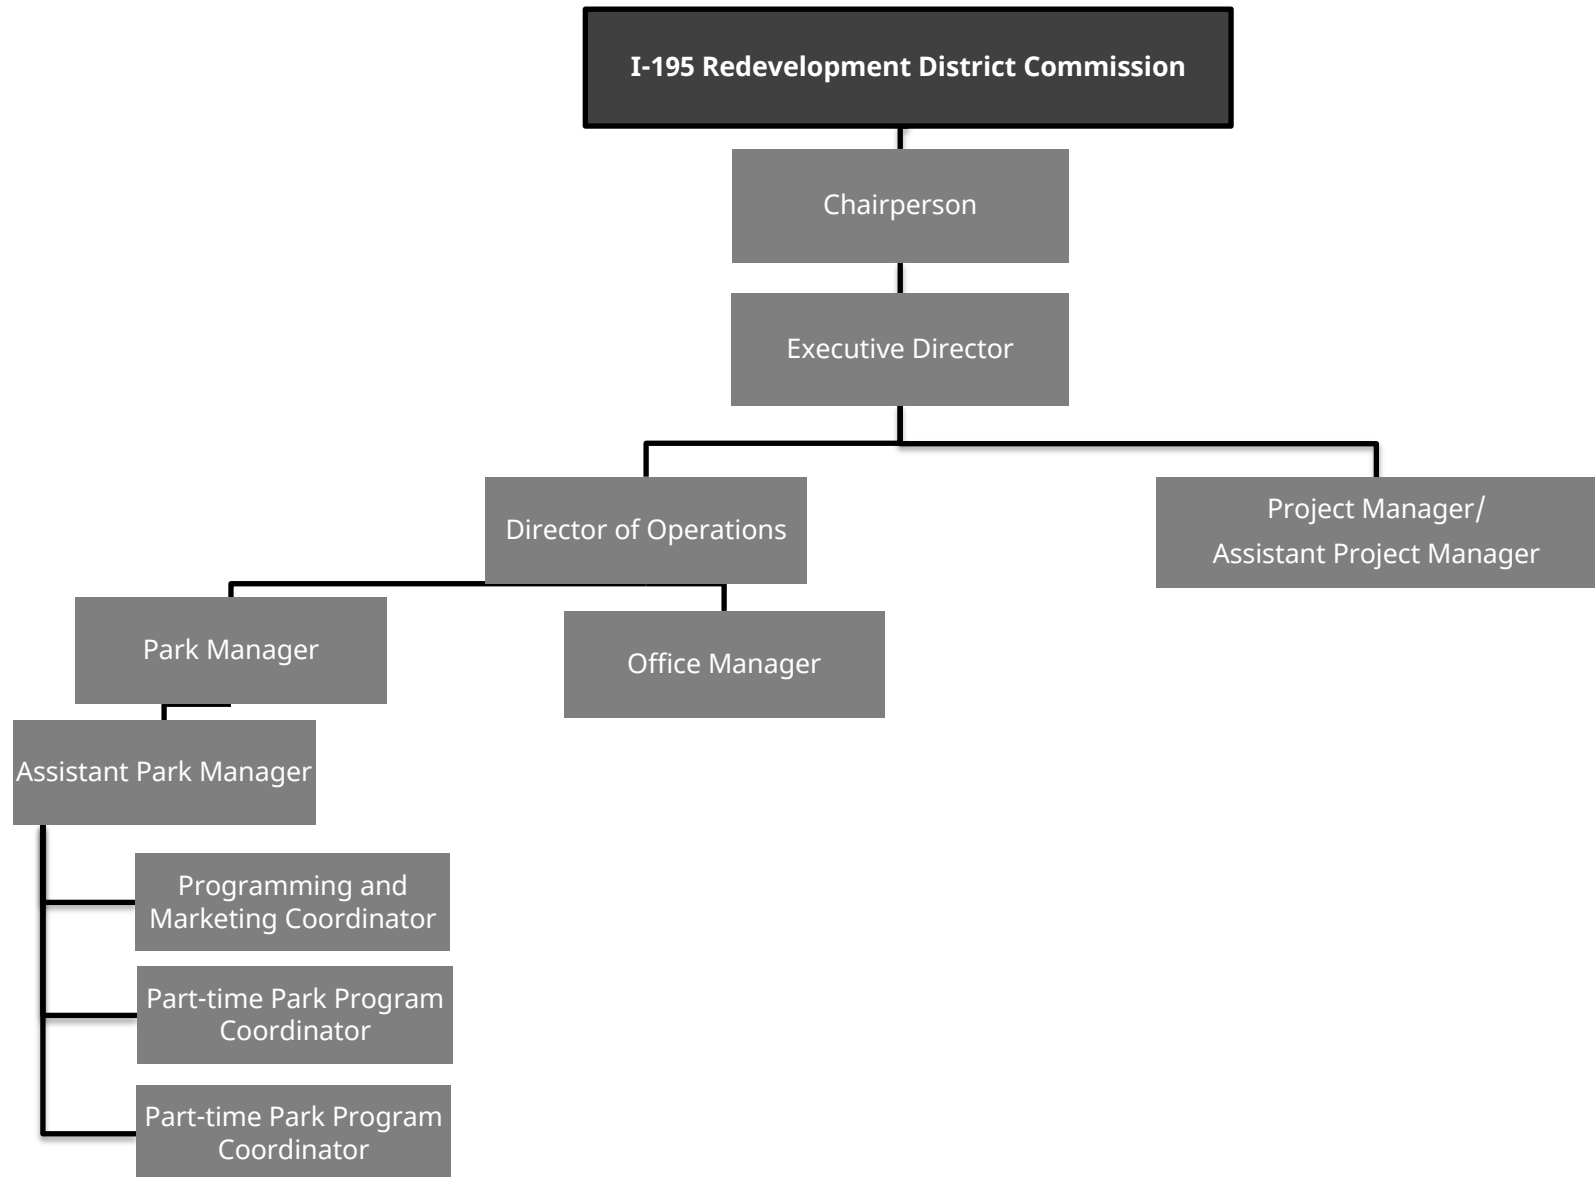 I-195 Redevelopment District Commission
Chairperson
Executive Director
Director of Operations
Project Manager/
Assistant Project Manager
Park Manager
Office Manager
Assistant Park Manager
Programming and
Marketing Coordinator
Part-time Park Program
Coordinator
Part-time Park Program
Coordinator